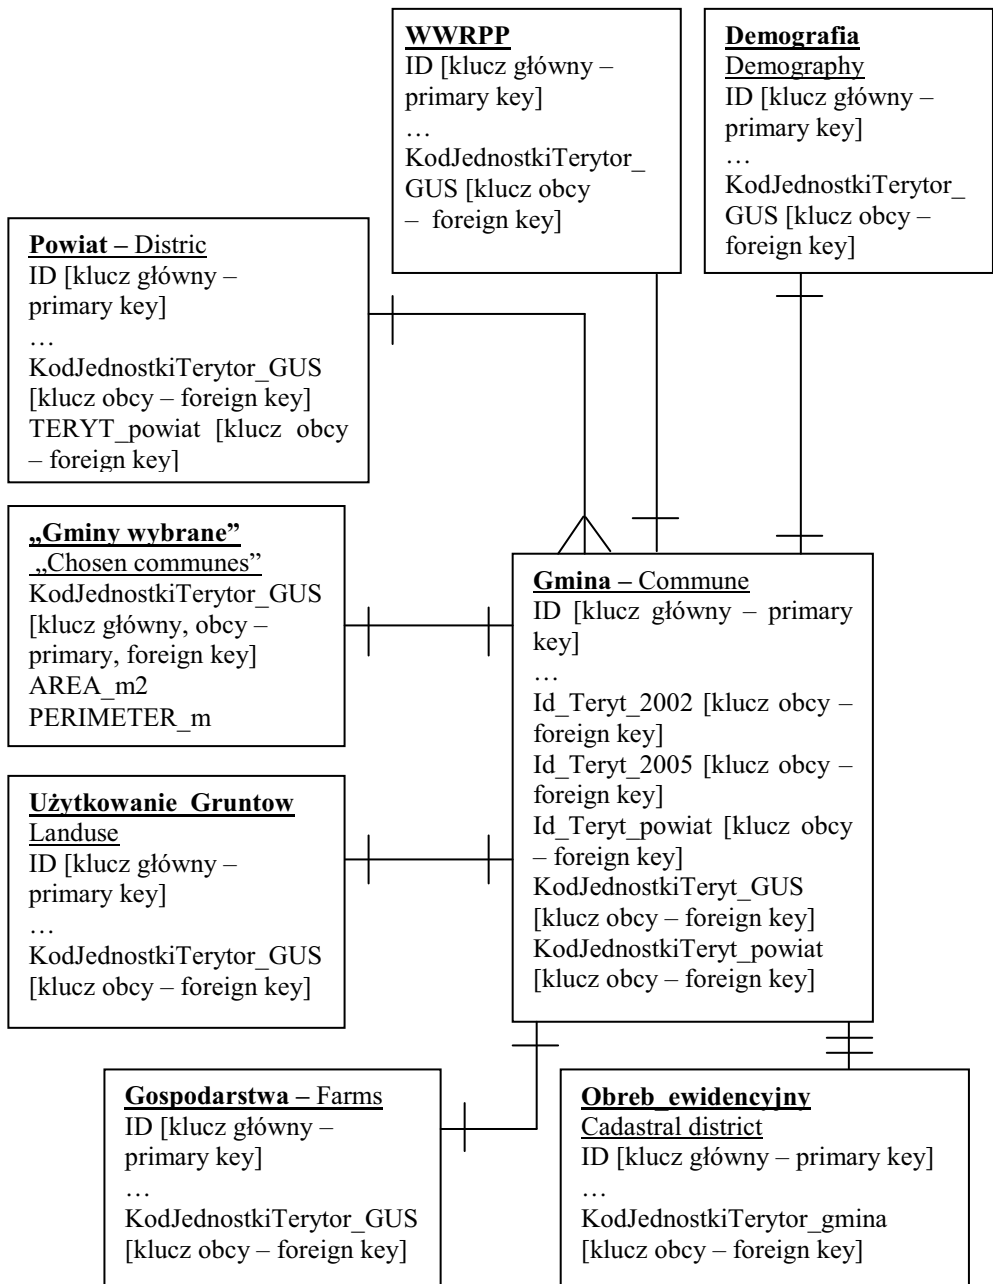 WWRPP
ID [klucz główny –
primary key]
…
KodJednostkiTerytor_
GUS [klucz obcy
– foreign key]
Demografia
Demography
ID [klucz główny –
primary key]
…
KodJednostkiTerytor_
GUS [klucz obcy –
foreign key]
Powiat – Distric
ID [klucz główny –
primary key]
…
KodJednostkiTerytor_GUS
[klucz obcy – foreign key]
TERYT_powiat [klucz obcy
– foreign key]
„Gminy wybrane”
„Chosen communes”
KodJednostkiTerytor_GUS
[klucz główny, obcy –
primary, foreign key]
AREA_m2
PERIMETER_m
Gmina – Commune
ID [klucz główny – primary
key]
…
Id_Teryt_2002 [klucz obcy –
foreign key]
Id_Teryt_2005 [klucz obcy –
foreign key]
Id_Teryt_powiat [klucz obcy
– foreign key]
KodJednostkiTeryt_GUS
[klucz obcy – foreign key]
KodJednostkiTeryt_powiat
[klucz obcy – foreign key]
Użytkowanie_Gruntow
Landuse
ID [klucz główny –
primary key]
…
KodJednostkiTerytor_GUS
[klucz obcy – foreign key]
Gospodarstwa – Farms
ID [klucz główny –
primary key]
…
KodJednostkiTerytor_GUS
[klucz obcy – foreign key]
Obreb_ewidencyjny
Cadastral district
ID [klucz główny – primary key]
…
KodJednostkiTerytor_gmina
[klucz obcy – foreign key]